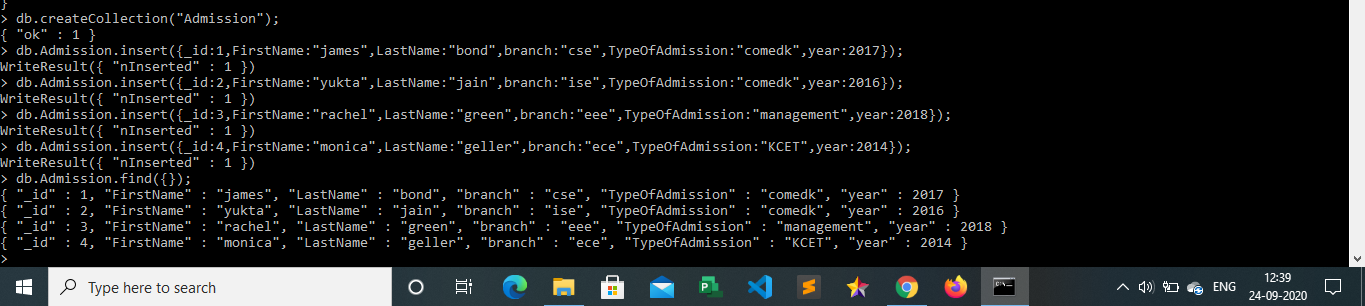 }
> db.createCollection("Admission");
{ "ok" : 1 }
> db.Admission.insert({_id:1,FirstName:"james",LastName:"bond",branch:"cse",TypeOfAdmission:"comedk",year:2017});
WriteResult({ "nInserted" : 1 })
> db.Admission.insert({_id:2,FirstName:"yukta",LastName:"jain",branch:"ise",TypeOfAdmission:"comedk",year:2016});
WriteResult({ "nInserted" : 1 })
> db.Admission.insert({_id:3,FirstName:"rachel",LastName:"green",branch:"eee",TypeOfAdmission:"management",year:2018});
WriteResult({ "nInserted" : 1 })
> db.Admission.insert({_id:4,FirstName:"monica",LastName:"geller",branch:"ece",TypeOfAdmission:"KCET",year:2014});
WriteResult({ "nInserted" : 1 })
> db.Admission.find({});
{ "_id" : 1, "FirstName" : "james", "LastName" : "bond", "branch" : "cse", "TypeOfAdmission" : "comedk", "year" : 2017 }
{ "_id" : 2, "FirstName" : "yukta", "LastName" : "jain", "branch" : "ise", "TypeOfAdmission" : "comedk", "year" : 2016 }
{ "_id" : 3, "FirstName" : "rachel", "LastName" : "green", "branch" : "eee", "TypeOfAdmission" : "management", "year" : 2018 }
{ "_id" : 4, "FirstName" : "monica", "LastName" : "geller", "branch" : "ece", "TypeOfAdmission" : "KCET", "year" : 2014 }
>
Type here to search
ENG
12:39
24-09-2020